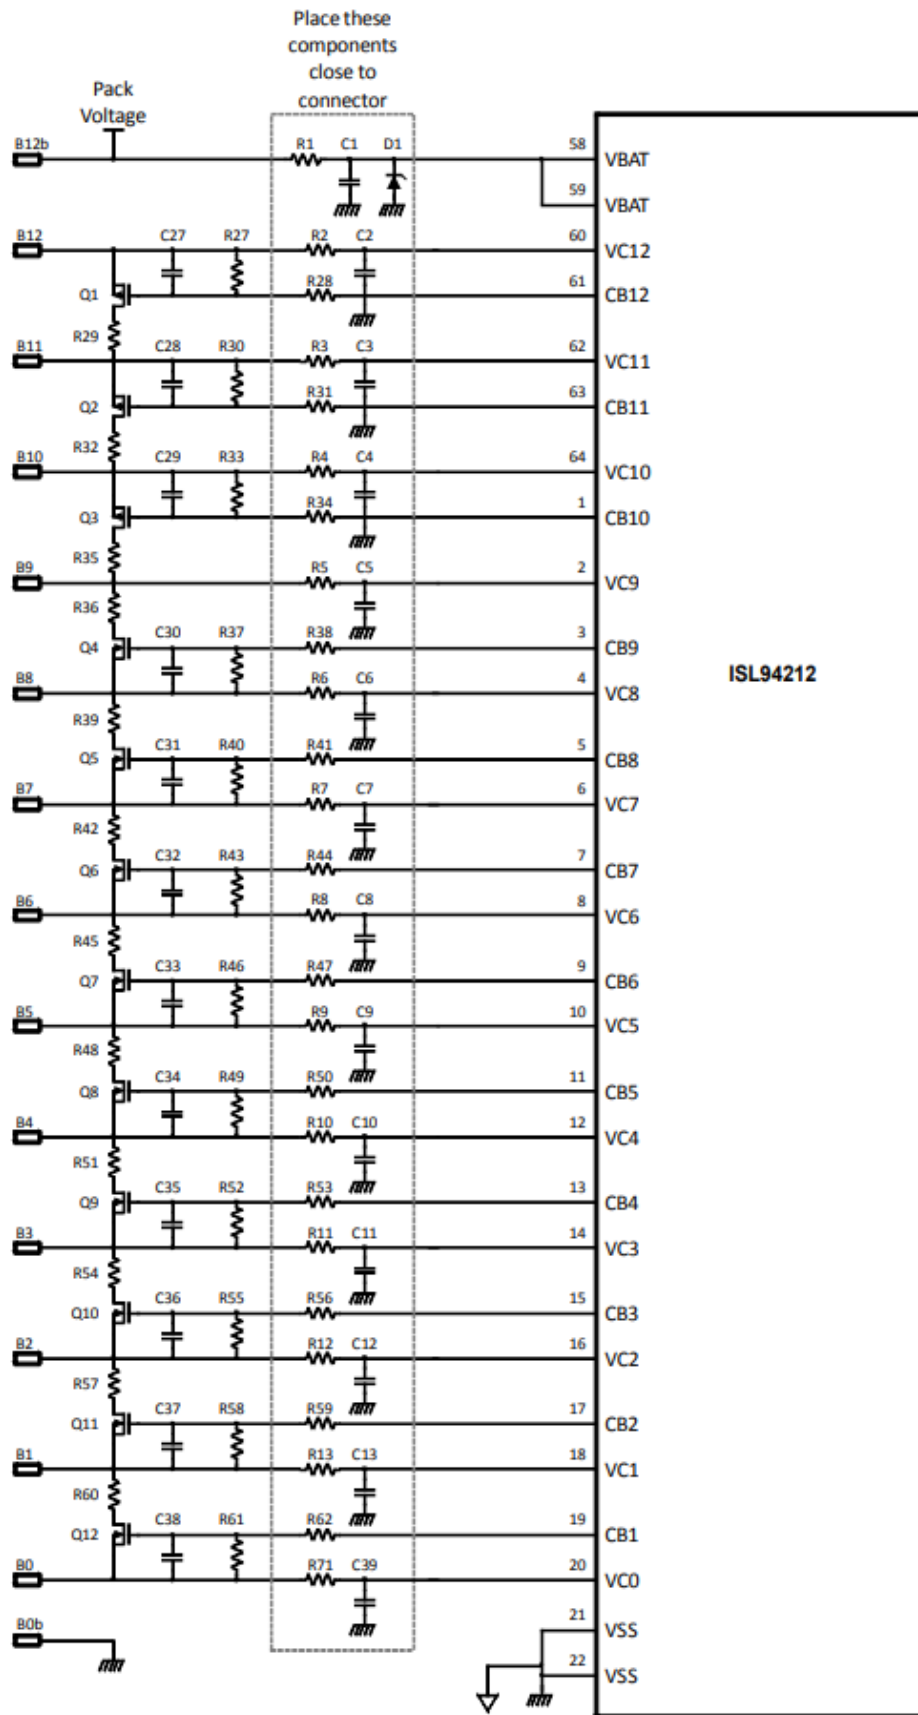 Place these
components
close to
connector
Pack
Voltage
B12b R1 C1 D1 58 VBAT
59 VBAT
B12 C27 R27 R2 C2 60 VC12
Q1 R28 61 CB12
R29
B11 C28 R30 R3 C3 62 VC11
Q2 R31 63 CB11
R32
B10 C29 R33 R4 C4 64 VC10
Q3 R34 1 CB10
R35
B9 R5 C5 2 VC9
R36
Q4 C30 R37 R38 3 CB9
ISL94212
B8 R6 C6 4 VC8
R39
Q5 C31 R40 R41 5 CB8
B7 R7 C7 6 VC7
R42
Q6 C32 R43 R44 7 CB7
B6 R8 C8 8 VC6
R45
Q7 C33 R46 R47 9 CB6
B5 R9 C9 10 VC5
R48
Q8 C34 R49 R50 11 CB5
B4 R10 C10 12 VC4
R51
Q9 C35 R52 R53 13 CB4
B3 R11 C11 14 VC3
R54
Q10 C36 R55 R56 15 CB3
B2 R12 C12 16 VC2
R57
Q11 C37 R58 R59 17 CB2
B1 R13 C13 18 VC1
R60
Q12 C38 R61 R62 19 CB1
B0 R71 C39 20 VC0
21 VSS
B0b
22 VSS